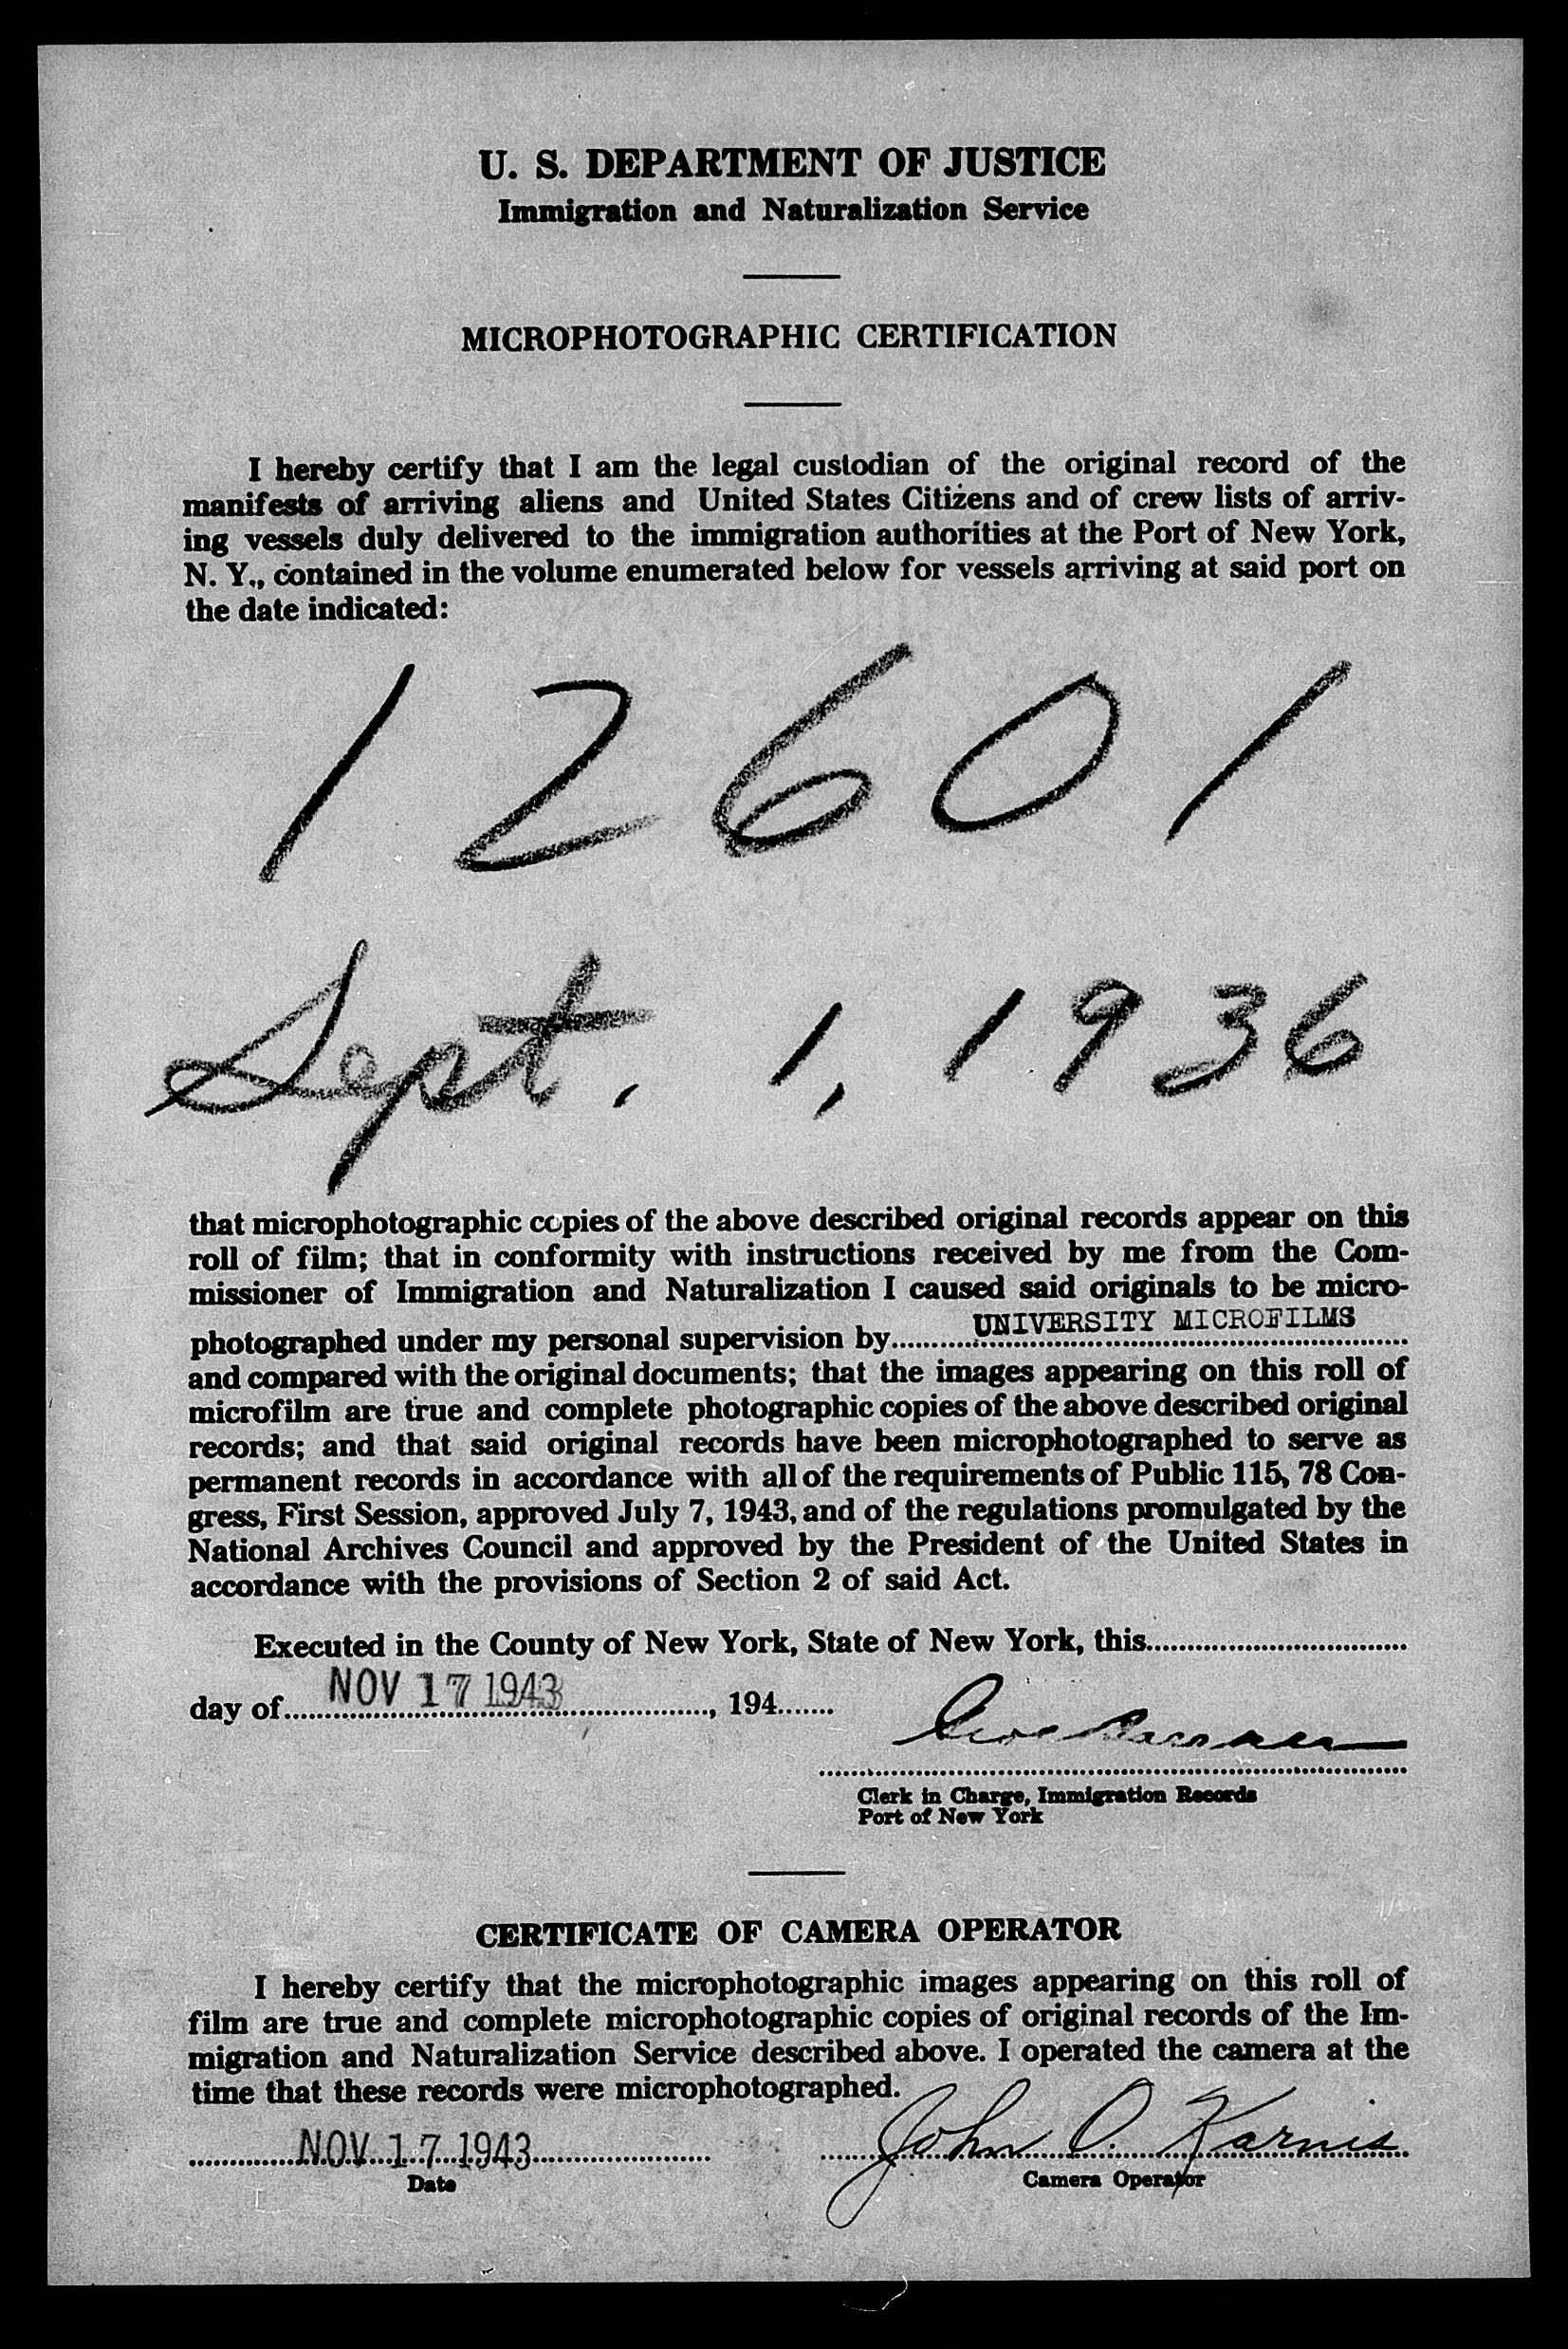 U. S. DEPARTMENT OF JUSTICE
Immigration and Naturalization Service
MICROPHOTOGRAPHIC CERTIFICATION
I hereby certify that I am the legal custodian of the original record of the
manifests of arriving aliens and United States Citizens and of crew lists of arriv-
ing vessels duly delivered to the immigration authorities at the Port of New York,
N. Y., contained in the volume enumerated below for vessels arriving at said port on
the date indicated:
12601
Sept. 1, 1936
that microphotographic copies of the above described original records appear on this
roll of film; that in conformity with instructions received by me from the Com-
missioner of Immigration and Naturalization I caused said originals to be micro-
photographed under my personal supervision by UNIVERSITY MICROFILMS
and compared with the original documents; that the images appearing on this roll of
microfilm are true and complete photographic copies of the above described original
records; and that said original records have been microphotographed to serve as
permanent records in accordance with all of the requirements of Public 115, 78 Con-
gress, First Session, approved July 7, 1943, and of the regulations promulgated by the
National Archives Council and approved by the President of the United States in
accordance with the provisions of Section 2 of said Act.
Executed in the County of New York, State of New York, this
day of NOV 17 1943, 194
Clerk in Charge, Immigration Records
Port of New York
CERTIFICATE OF CAMERA OPERATOR
I hereby certify that the microphotographic images appearing on this roll of
film are true and complete microphotographic copies of original records of the Im-
migration and Naturalization Service described above. I operated the camera at the
time that these records were microphotographed.
NOV 17 1943 John O. Karnis
Date Camera Operator